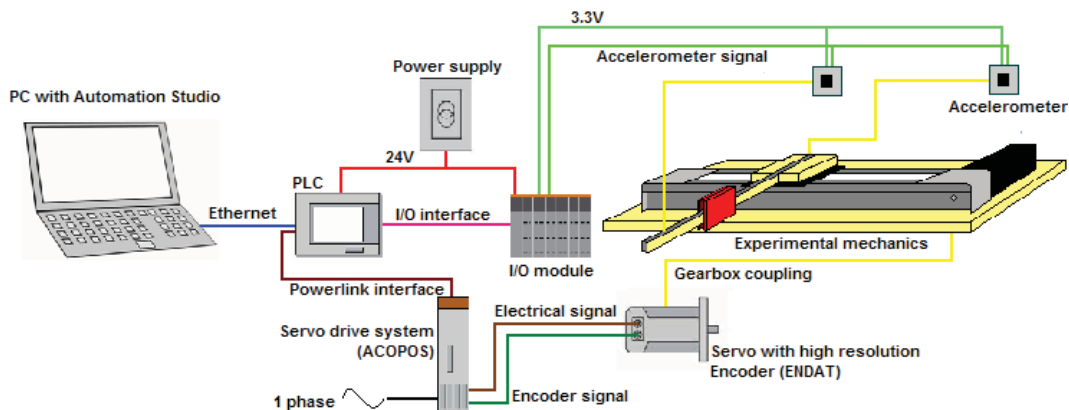 3.3V
Accelerometer signal
Power supply
PC with Automation Studio
Accelerometer
24V
PLC
Ethernet
I/O interface
Experimental mechanics
I/O module
Gearbox coupling
Powerlink interface
Electrical signal
Servo drive system
(ACOPOS)
Servo with high resolution
Encoder (ENDAT)
Encoder signal
1 phase